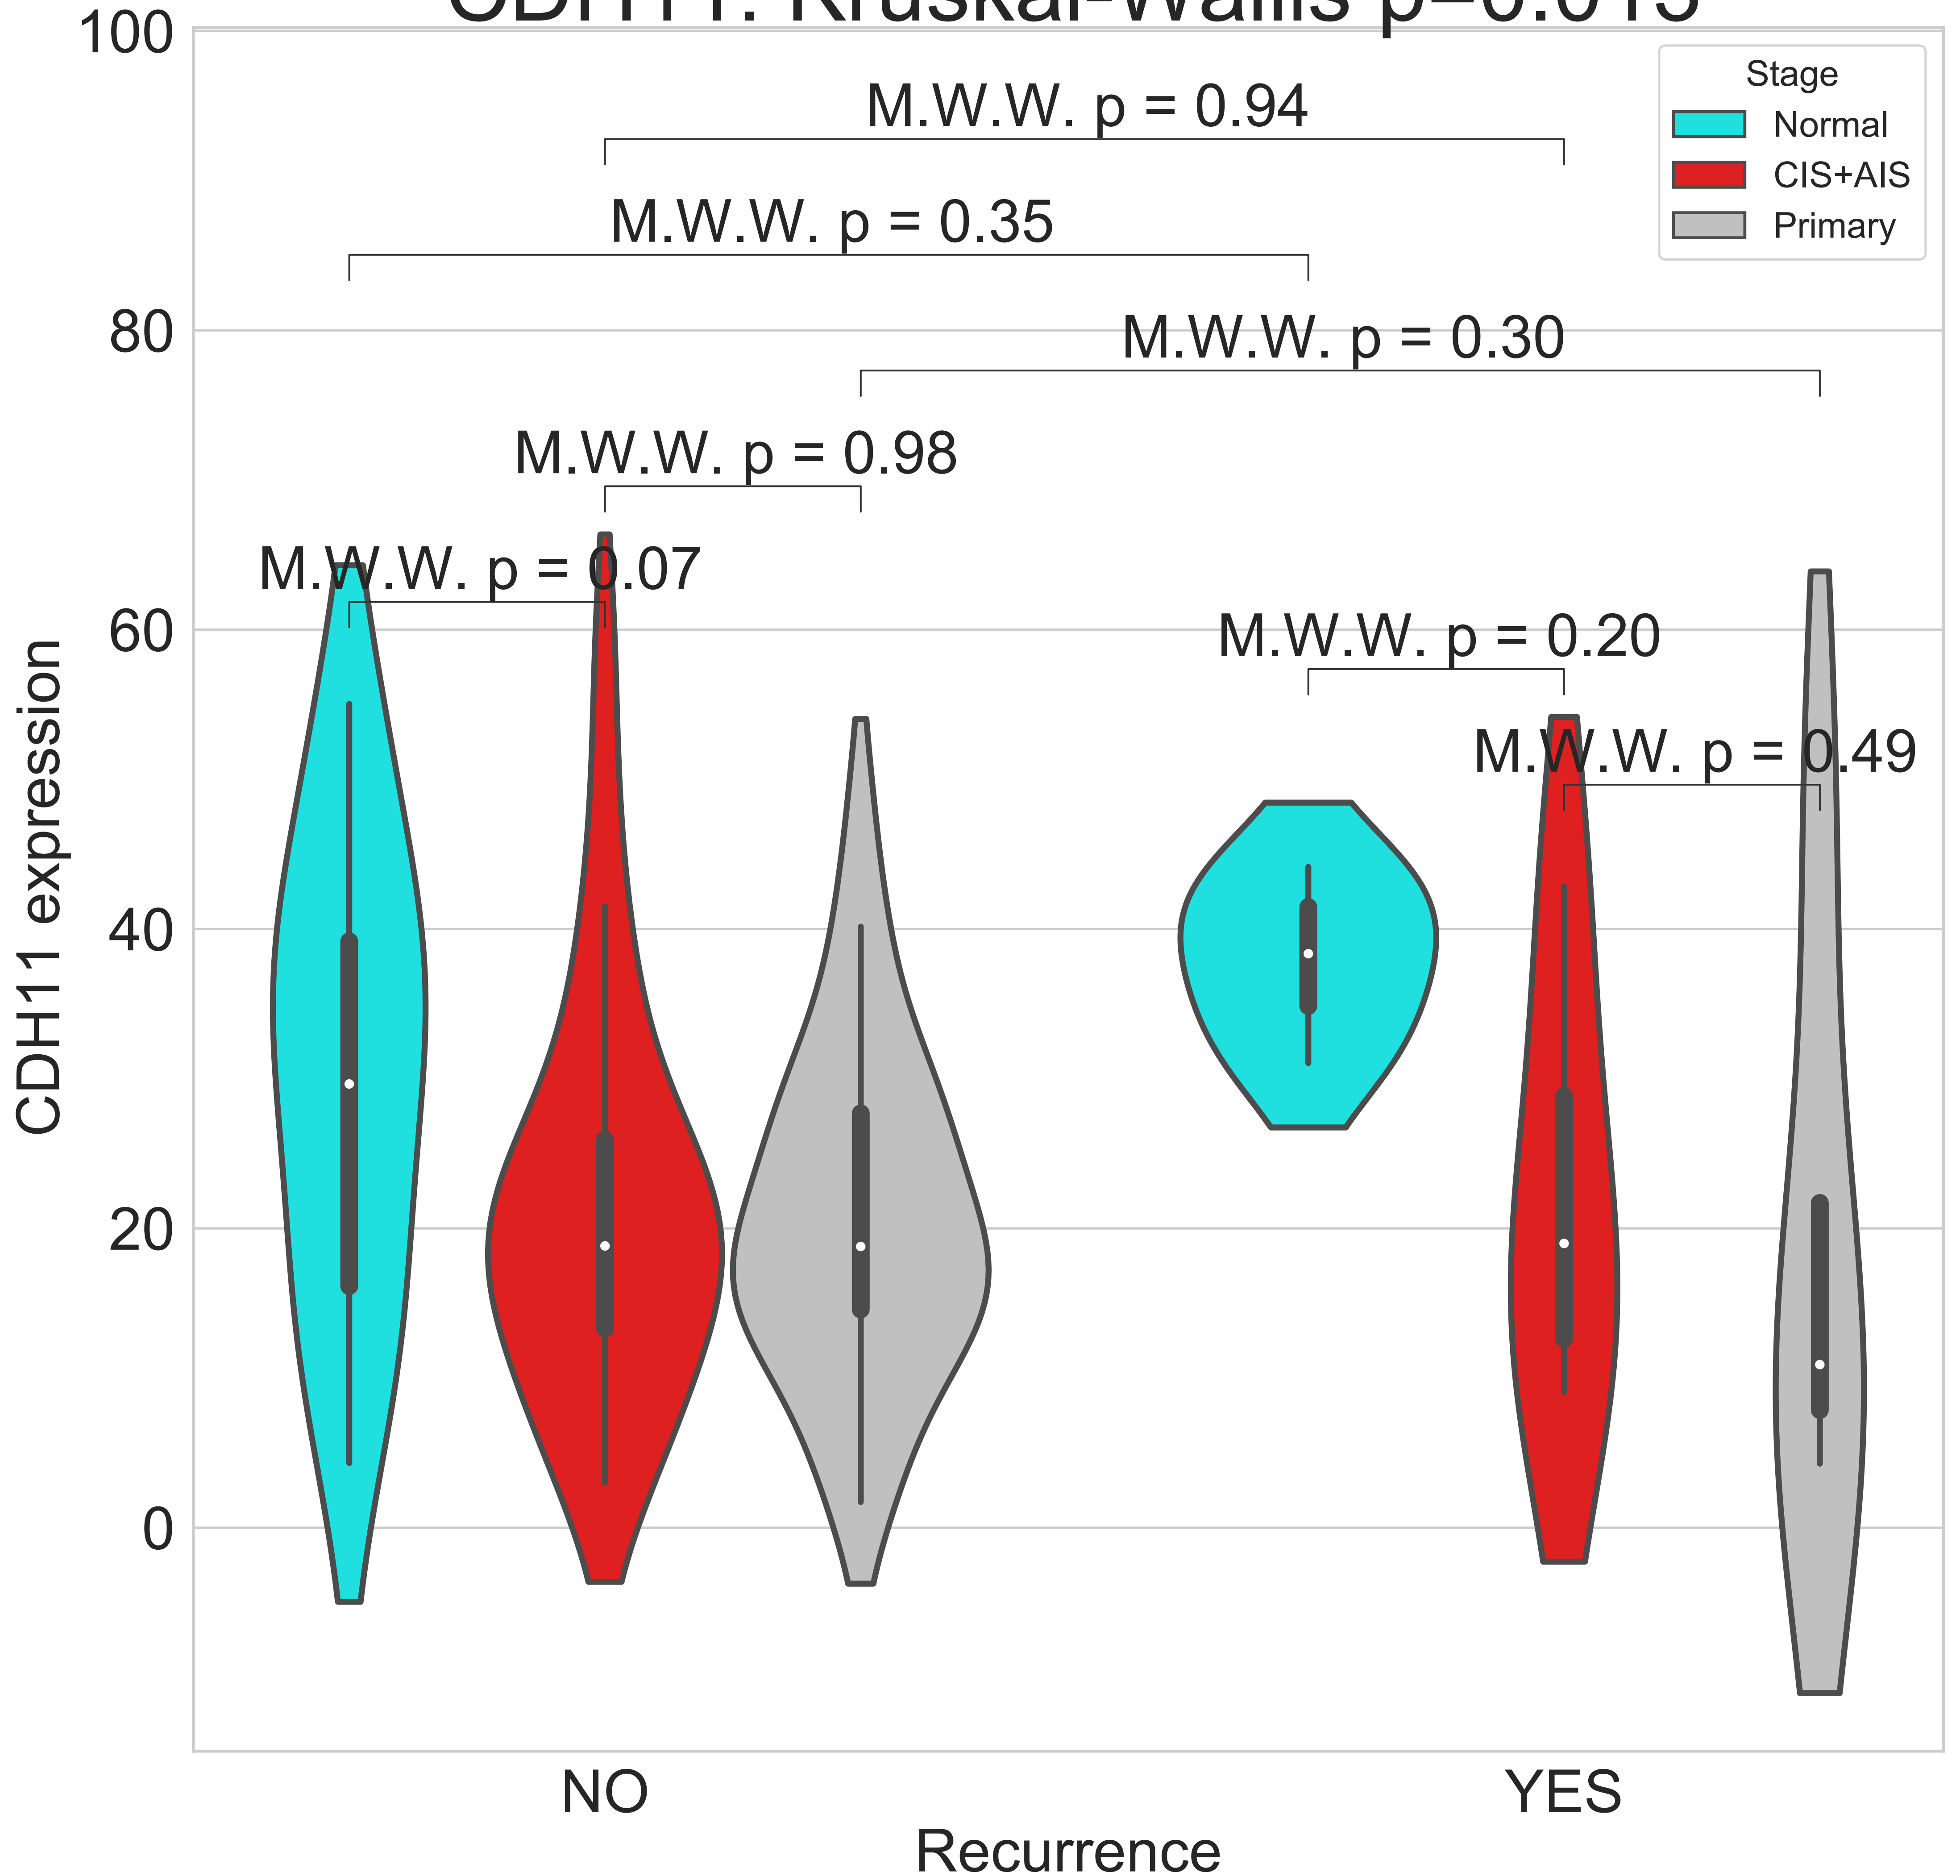 CDH11: Kruskal-Wallis p=0.013
100
80
60
40
20
0
CDH11 expression
M.W.W. p = 0.94
M.W.W. p = 0.35
M.W.W. p = 0.30
M.W.W. p = 0.98
M.W.W. p = 0.07
M.W.W. p = 0.20
M.W.W. p = 0.49
Stage
Normal
CIS+AIS
Primary
NO
YES
Recurrence